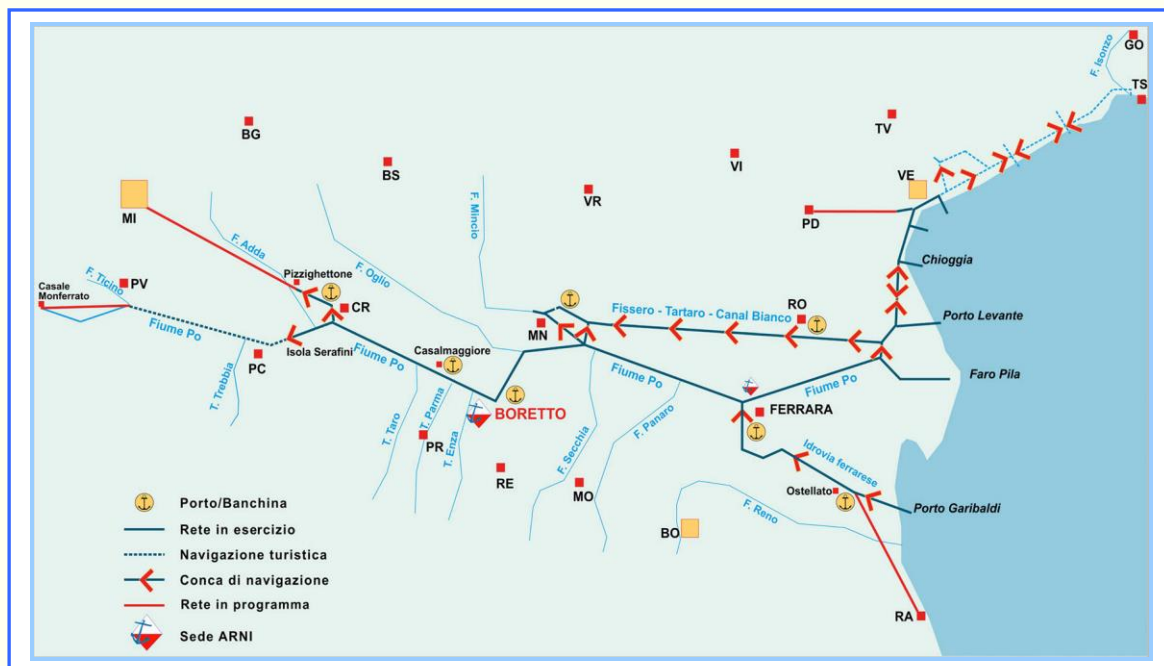 GO
F. Isonzo
TS
TV
BG
VI
BS
VE
MI
VR
PD
F. Mincio
F. Adda
F. Oglio
Chioggia
Pizzighettone
PV
F. Ticino
Casale
Monferrato
CR
Fissero - Tartaro - Canal Bianco
RO
Porto Levante
MN
Fiume Po
Isola Serafini
PC
Fiume Po
Casalmaggiore
Fiume Po
Fiume Po
Faro Pila
T. Trebbia
BORETTO
FERRARA
T. Taro
T. Parma
T. Enza
PR
F. Secchia
F. Panaro
RE
MO
Idrovia ferrarese
Ostellato
Porto Garibaldi
BO
F. Reno
RA
Porto/Banchina
Rete in esercizio
Navigazione turistica
Conca di navigazione
Rete in programma
Sede ARNI